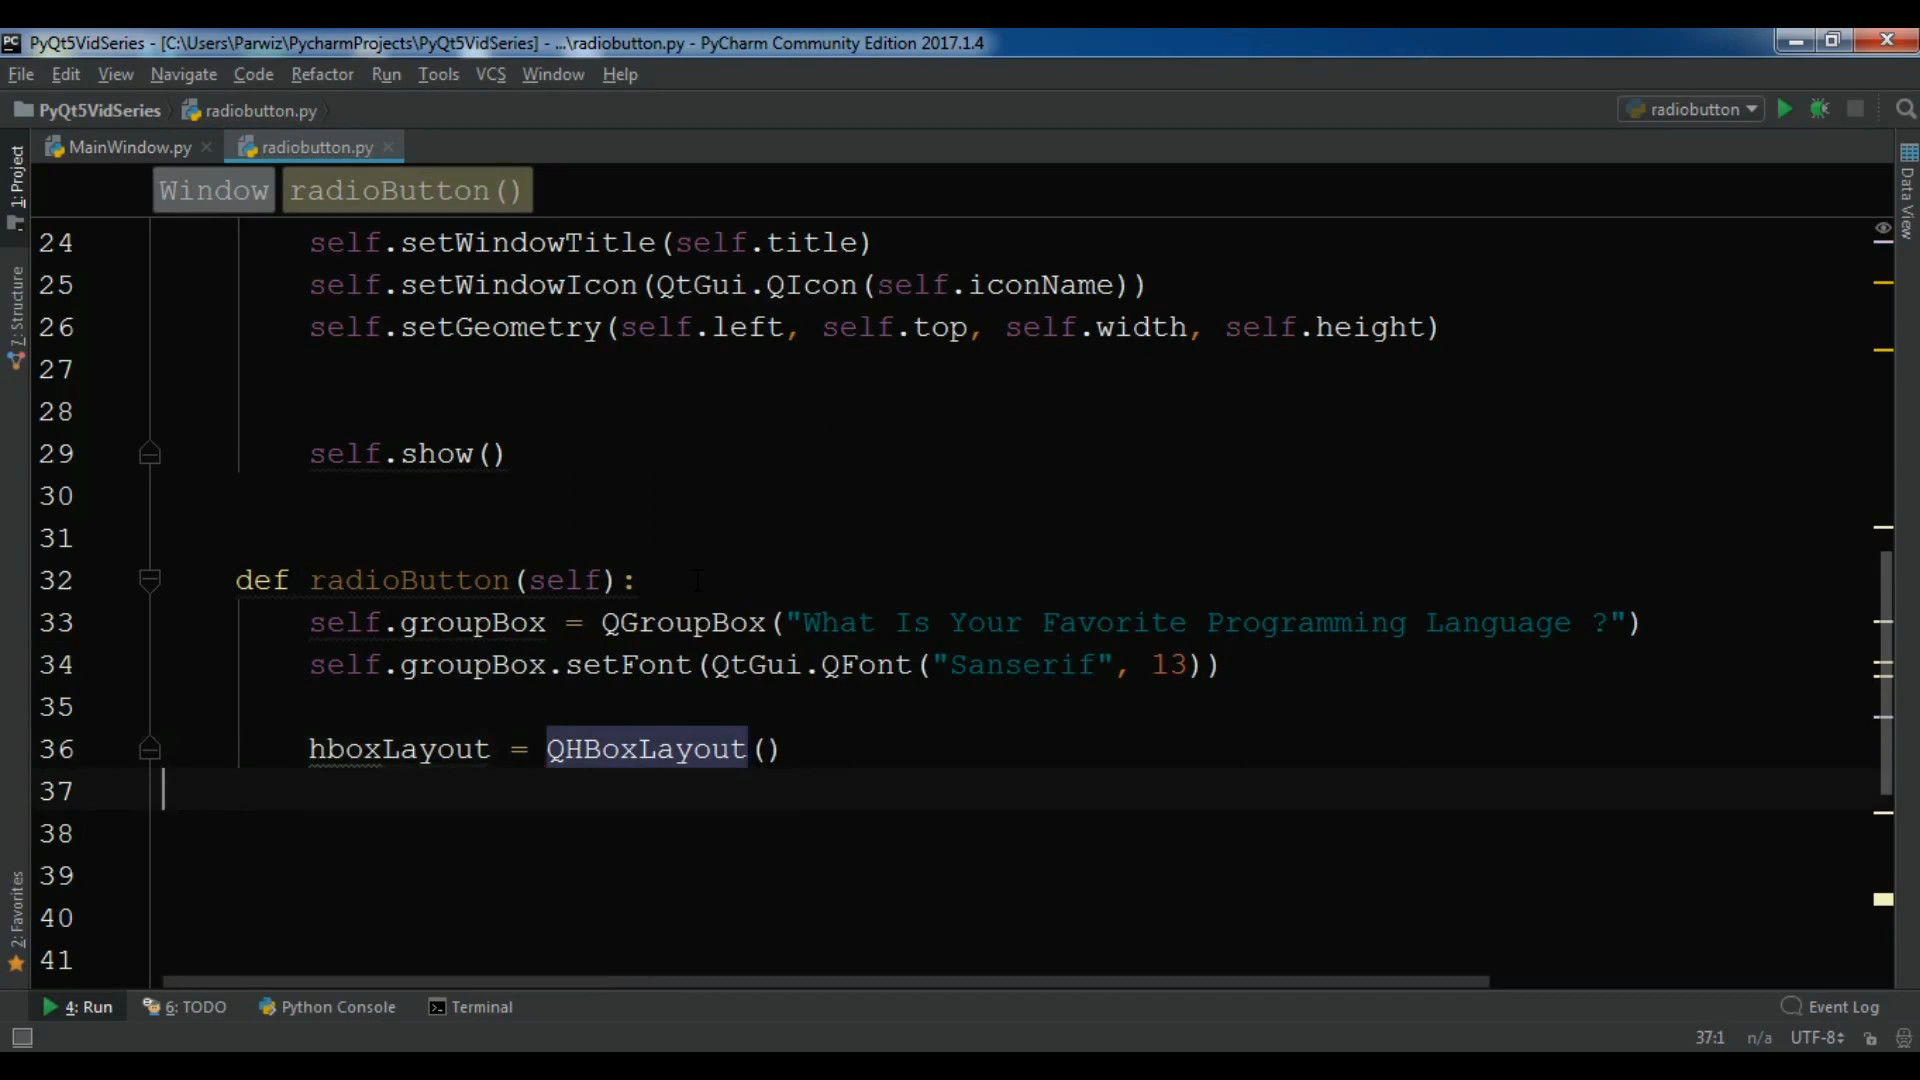 PyQt5VidSeries - [C:\Users\Parwiz\PycharmProjects\PyQt5VidSeries] - ...\radiobutton.py - PyCharm Community Edition 2017.1.4
File Edit View Navigate Code Refactor Run Tools VCS Window Help
PyQt5VidSeries radiobutton.py radiobutton
1: Project
MainWindow.py radiobutton.py
Data View
Window radioButton()
7: Structure
24 self.setWindowTitle(self.title)
25 self.setWindowIcon(QtGui.QIcon(self.iconName))
26 self.setGeometry(self.left, self.top, self.width, self.height)
27
28
29 self.show()
30
31
32 def radioButton(self):
33 self.groupBox = QGroupBox("What Is Your Favorite Programming Language ?")
34 self.groupBox.setFont(QtGui.QFont("Sanserif", 13))
35
36 hboxLayout = QHBoxLayout()
37
38
39
40
41
2: Favorites
4: Run 6: TODO Python Console Terminal Event Log
37:1 n/a UTF-8